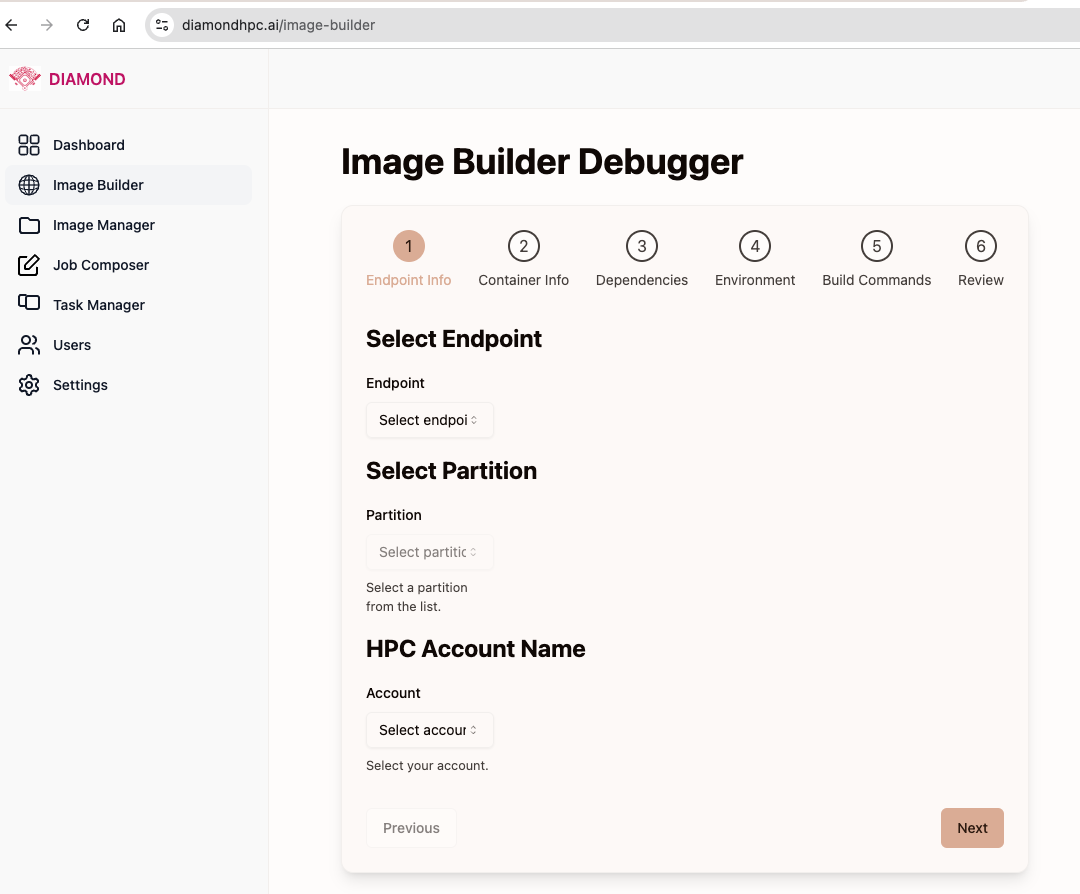 diamondhpc.ai/image-builder
DIAMOND
Dashboard
Image Builder
Image Manager
Job Composer
Task Manager
Users
Settings
Image Builder Debugger
1 2 3 4 5 6
Endpoint Info Container Info Dependencies Environment Build Commands Review
Select Endpoint
Endpoint
Select endpoi
Select Partition
Partition
Select partitic
Select a partition
from the list.
HPC Account Name
Account
Select accour
Select your account.
Previous Next